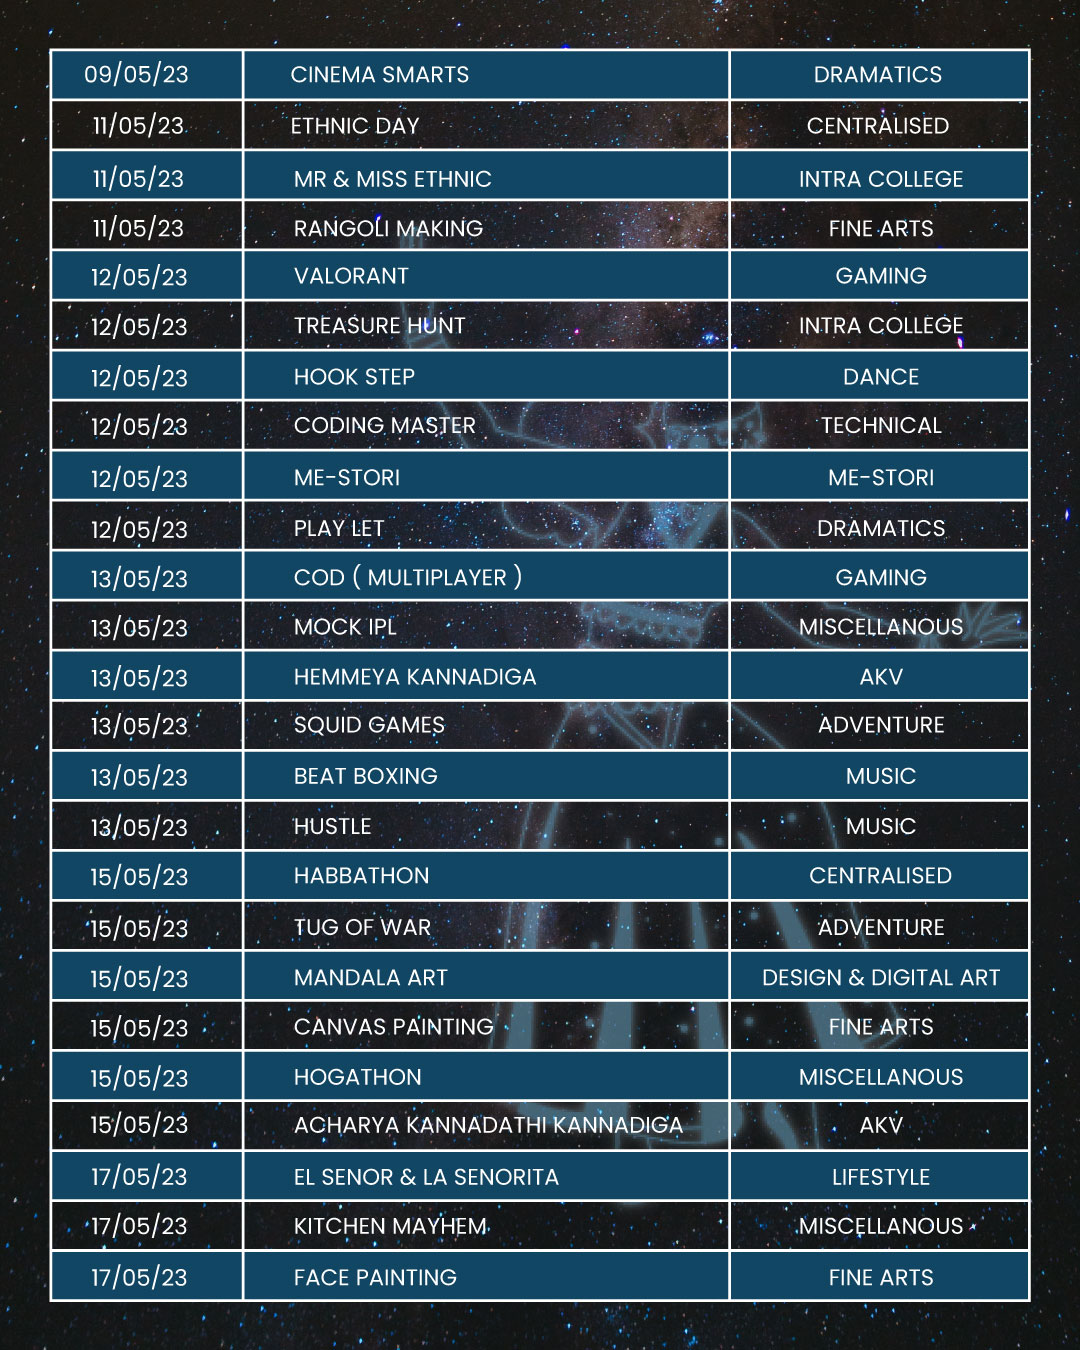 09/05/23 CINEMA SMARTS DRAMATICS
11/05/23 ETHNIC DAY CENTRALISED
11/05/23 MR & MISS ETHNIC INTRA COLLEGE
11/05/23 RANGOLI MAKING FINE ARTS
12/05/23 VALORANT GAMING
12/05/23 TREASURE HUNT INTRA COLLEGE
12/05/23 HOOK STEP DANCE
12/05/23 CODING MASTER TECHNICAL
12/05/23 ME-STORI ME-STORI
12/05/23 PLAY LET DRAMATICS
13/05/23 COD ( MULTIPLAYER ) GAMING
13/05/23 MOCK IPL MISCELLANOUS
13/05/23 HEMMEYA KANNADIGA AKV
13/05/23 SQUID GAMES ADVENTURE
13/05/23 BEAT BOXING MUSIC
13/05/23 HUSTLE MUSIC
15/05/23 HABBATHON CENTRALISED
15/05/23 TUG OF WAR ADVENTURE
15/05/23 MANDALA ART DESIGN & DIGITAL ART
15/05/23 CANVAS PAINTING FINE ARTS
15/05/23 HOGATHON MISCELLANOUS
15/05/23 ACHARYA KANNADATHI KANNADIGA AKV
17/05/23 EL SENOR & LA SENORITA LIFESTYLE
17/05/23 KITCHEN MAYHEM MISCELLANOUS
17/05/23 FACE PAINTING FINE ARTS